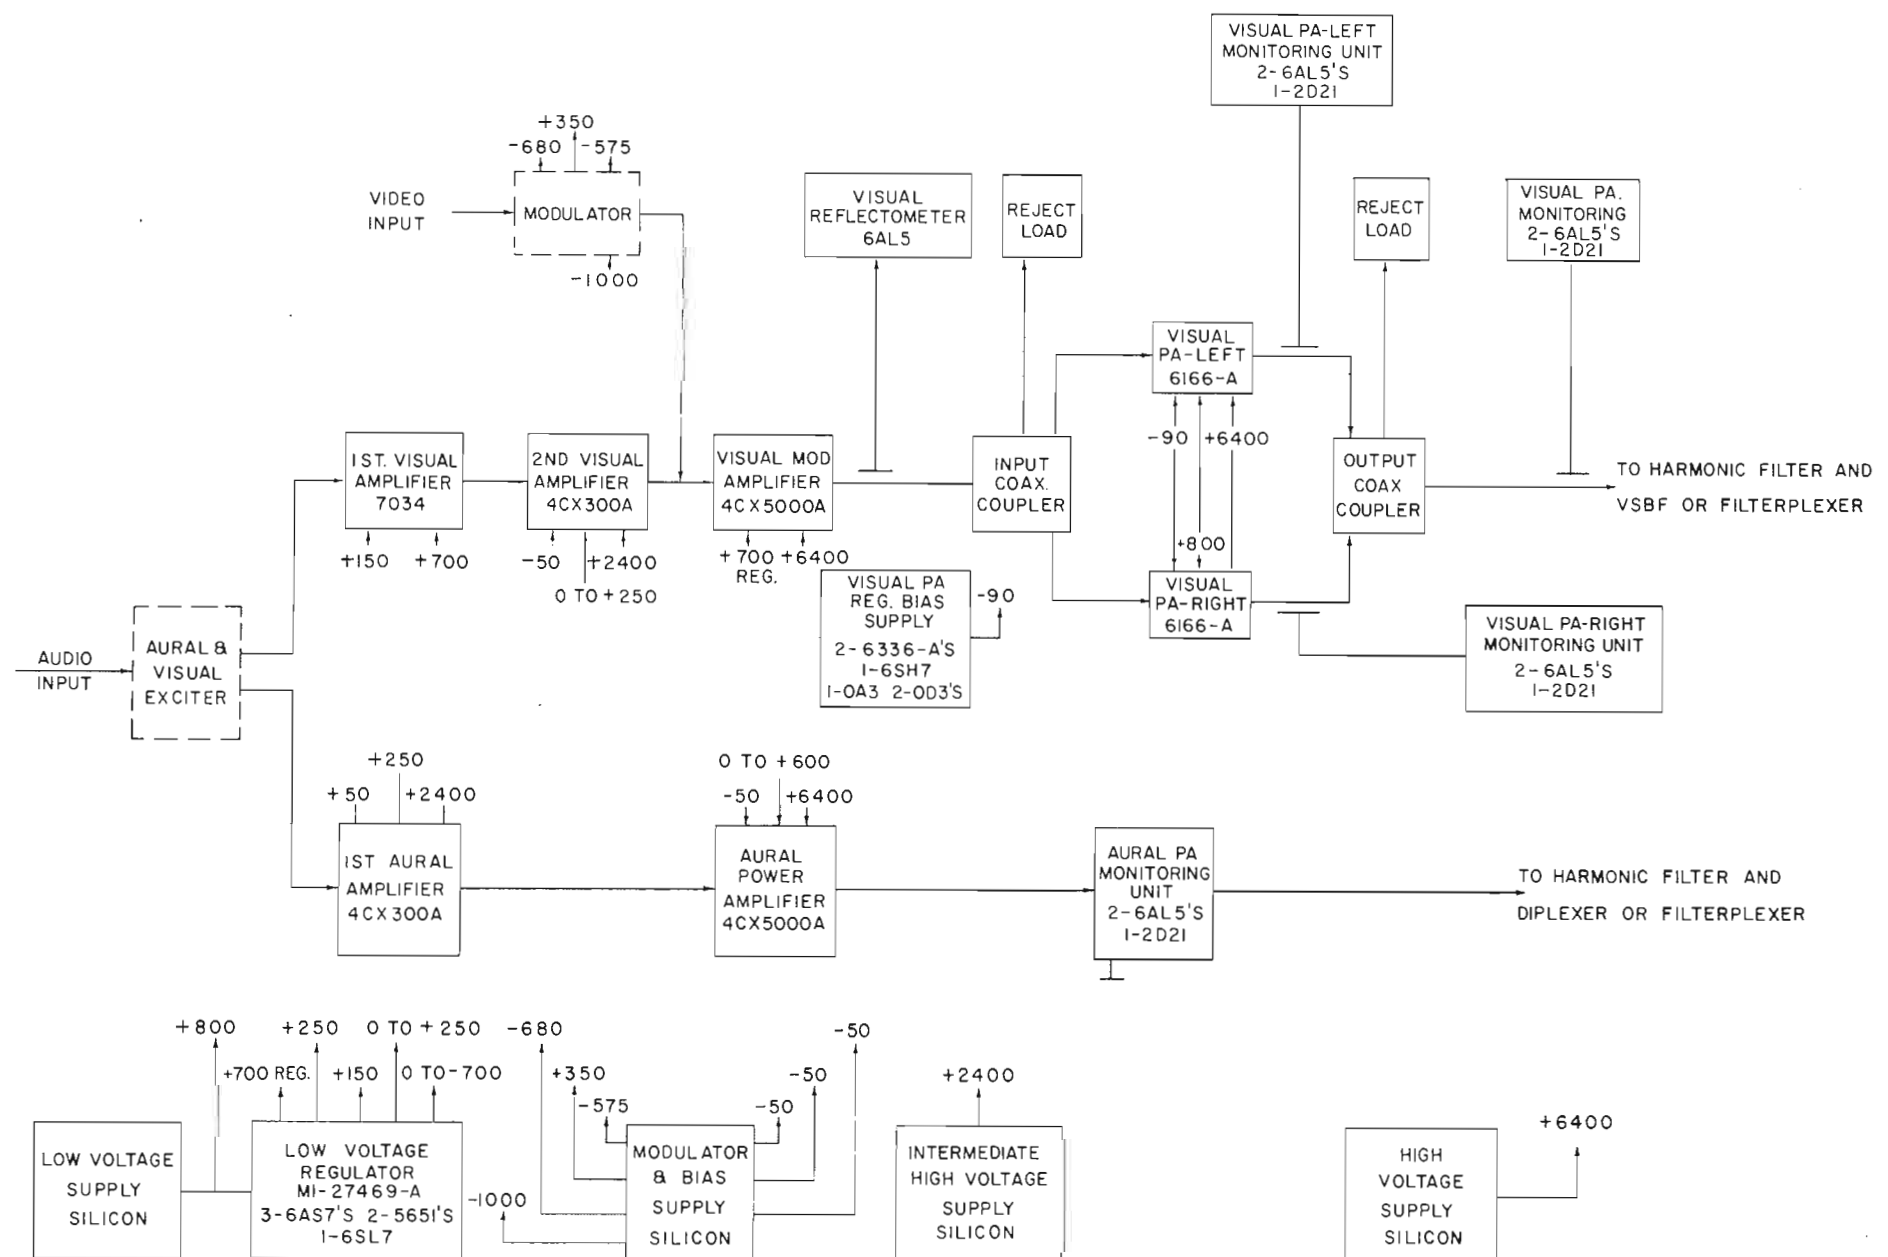 VISUAL PA-LEFT
MONITORING UNIT
2-6AL5'S
1-2D21
+350
-680
-575
VIDEO
INPUT
MODULATOR
-1000
VISUAL
REFLECTOMETER
6AL5
REJECT
LOAD
REJECT
LOAD
VISUAL PA.
MONITORING
2-6AL5'S
1-2D21
VISUAL
PA-LEFT
6166-A
1ST. VISUAL
AMPLIFIER
7034
+150
+700
2ND VISUAL
AMPLIFIER
4CX300A
-50
+2400
0 TO +250
VISUAL MOD
AMPLIFIER
4CX5000A
+700
REG.
+6400
INPUT
COAX.
COUPLER
-90
+6400
+800
OUTPUT
COAX
COUPLER
TO HARMONIC FILTER AND
VSBF OR FILTERPLEXER
VISUAL PA
REG. BIAS
SUPPLY
2-6336-A'S
1-6SH7
1-OA3 2-OD3'S
-90
VISUAL
PA-RIGHT
6166-A
VISUAL PA-RIGHT
MONITORING UNIT
2-6AL5'S
1-2D21
AUDIO
INPUT
AURAL &
VISUAL
EXCITER
+250
+50
+2400
1ST AURAL
AMPLIFIER
4CX300A
0 TO +600
-50
+6400
AURAL
POWER
AMPLIFIER
4CX5000A
AURAL PA
MONITORING
UNIT
2-6AL5'S
1-2D21
TO HARMONIC FILTER AND
DIPLEXER OR FILTERPLEXER
+800
+250
0 TO +250
+700 REG.
+150
0 TO-700
LOW VOLTAGE
SUPPLY
SILICON
LOW VOLTAGE
REGULATOR
MI-27469-A
3-6AS7'S 2-5651'S
1-6SL7
-680
+350
-575
-1000
-50
-50
-50
MODULATOR
& BIAS
SUPPLY
SILICON
+2400
INTERMEDIATE
HIGH VOLTAGE
SUPPLY
SILICON
HIGH
VOLTAGE
SUPPLY
SILICON
+6400